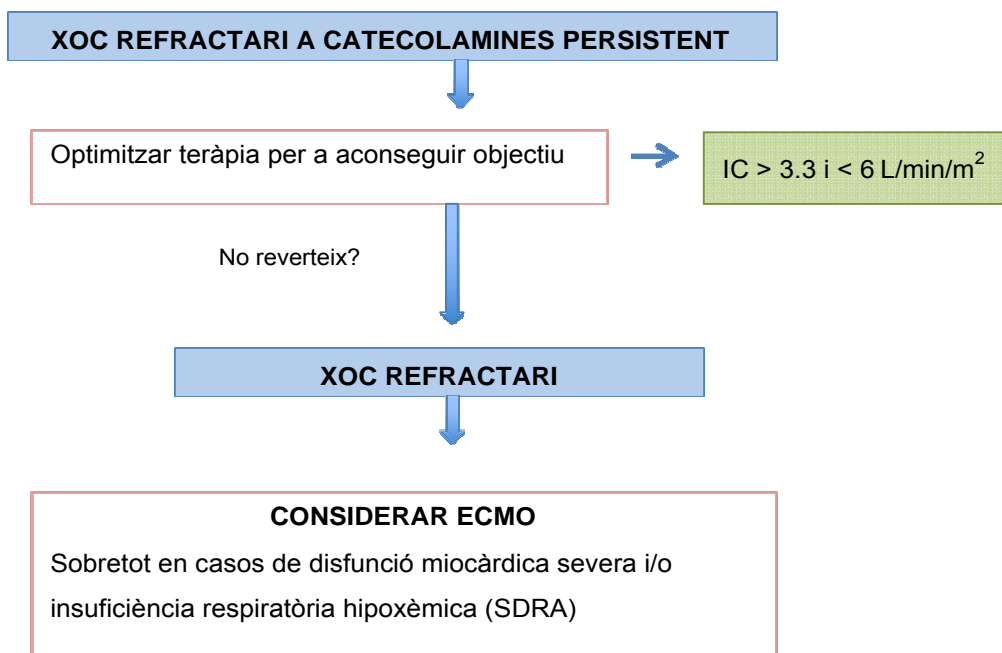 XOC REFRACTARI A CATECOLAMINES PERSISTENT
Optimitzar teràpia per a aconseguir objectiu
IC > 3.3 i < 6 L/min/m²
No reverteix?
XOC REFRACTARI
CONSIDERAR ECMO
Sobretot en casos de disfunció miocàrdica severa i/o
insuficiència respiratòria hipoxèmica (SDRA)